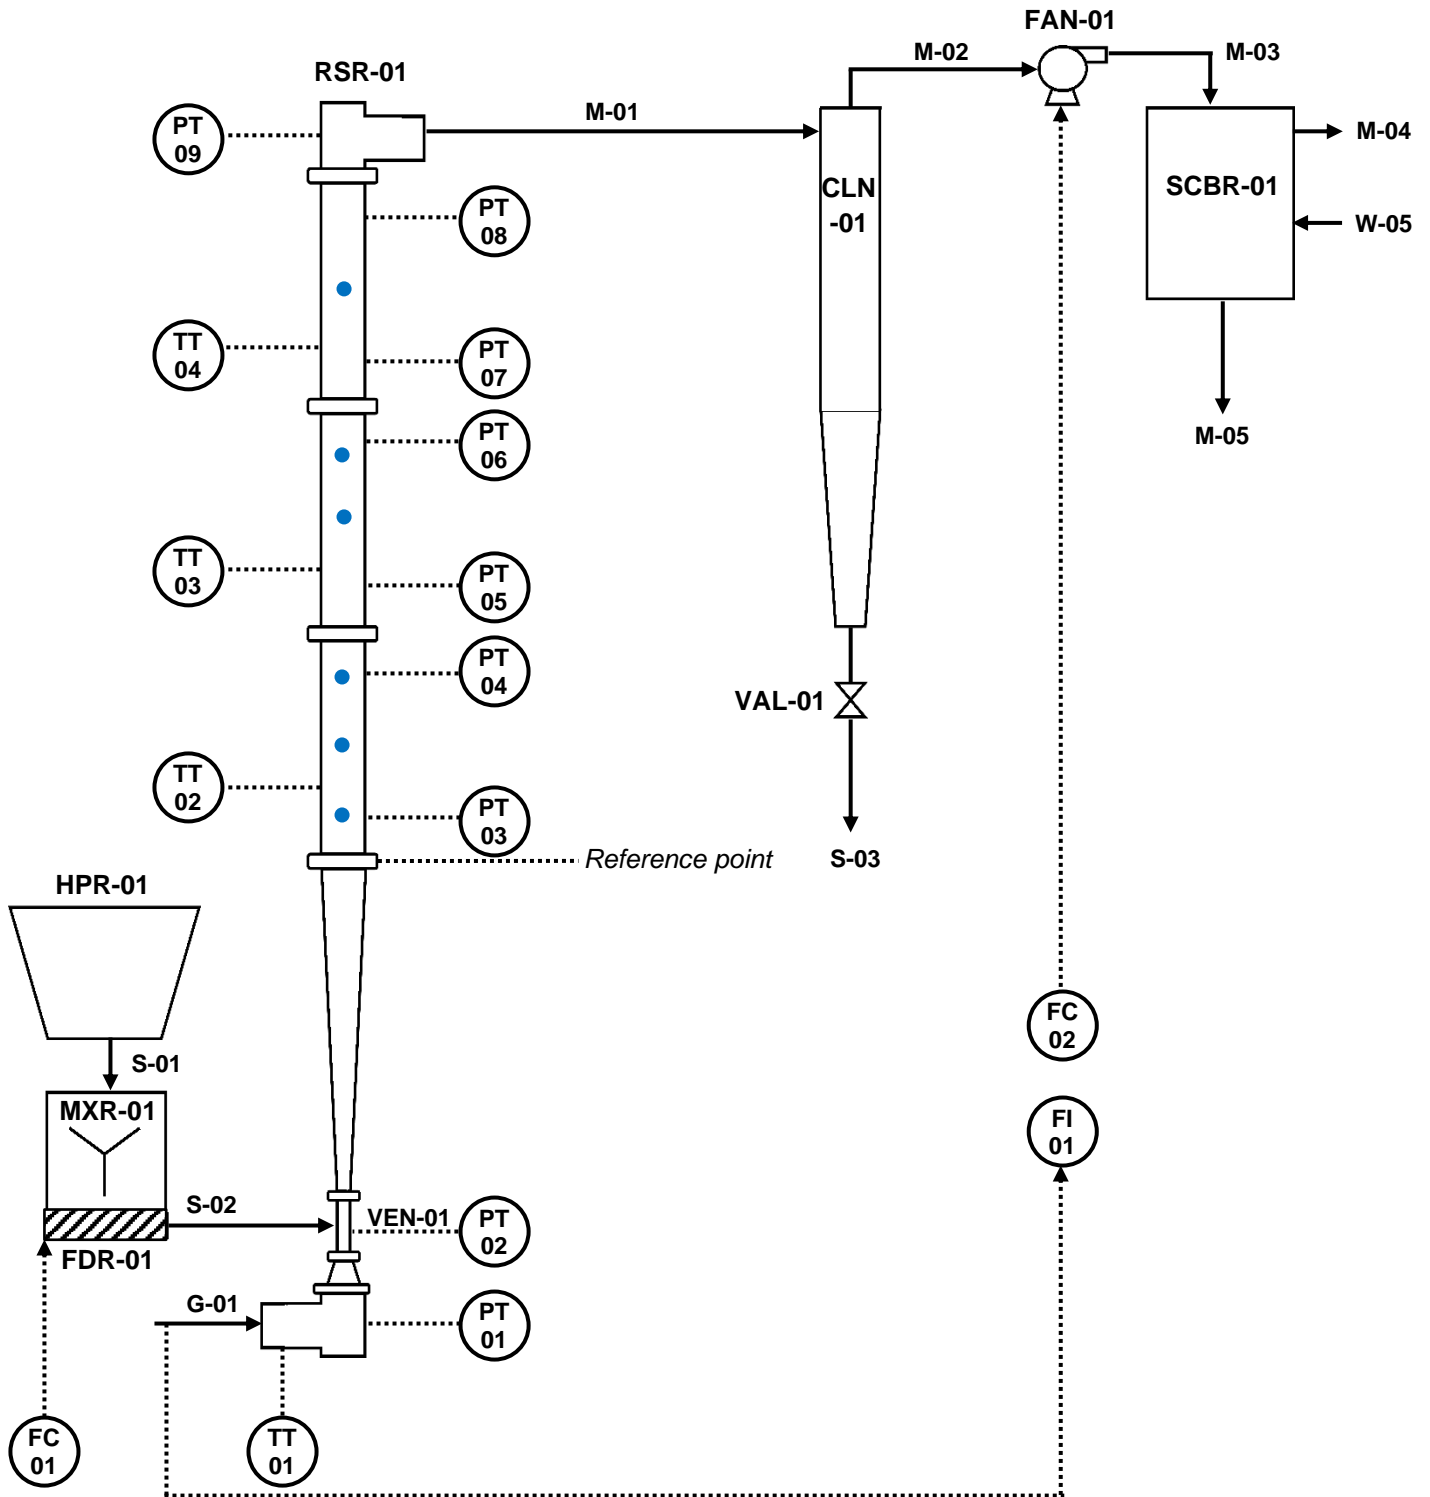 FAN-01
M-02
M-03
RSR-01
M-01
PT
09
M-04
CLN
-01
SCBR-01
PT
08
W-05
TT
04
PT
07
PT
06
M-05
TT
03
PT
05
PT
04
VAL-01
TT
02
PT
03
Reference point
S-03
HPR-01
FC
02
S-01
MXR-01
FI
01
S-02
VEN-01
PT
02
FDR-01
G-01
PT
01
FC
01
TT
01